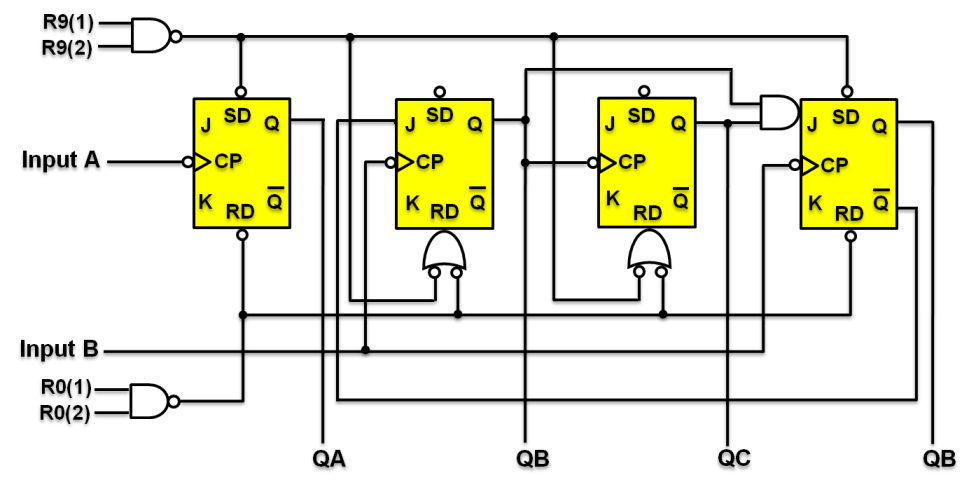 R9(1)
R9(2)
J SD Q
CP
K RD Q̅
J SD Q
CP
K RD Q̅
J SD Q
CP
K RD Q̅
J SD Q
CP
K RD Q̅
Input A
Input B
R0(1)
R0(2)
QA QB QC QB